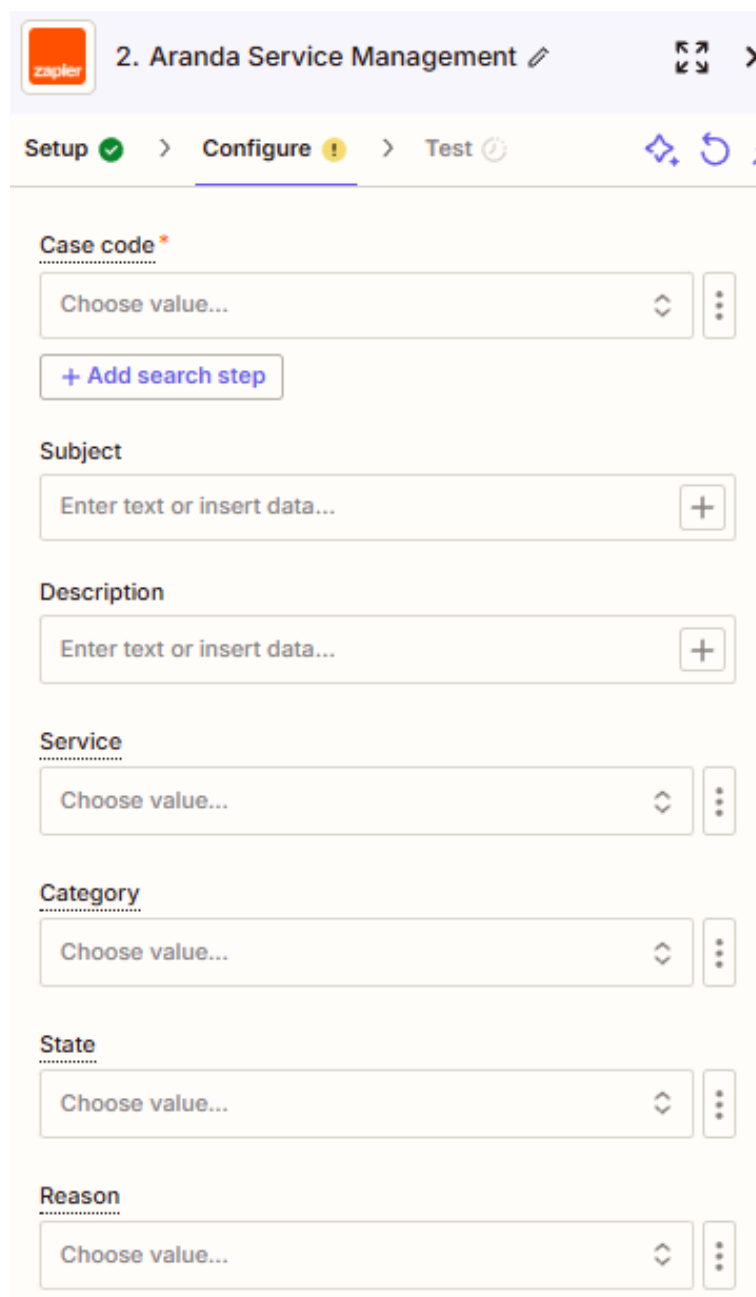 zapier
2. Aranda Service Management
Setup
Configure
Test
Case code*
Choose value...
+ Add search step
Subject
Enter text or insert data...
Description
Enter text or insert data...
Service
Choose value...
Category
Choose value...
State
Choose value...
Reason
Choose value...